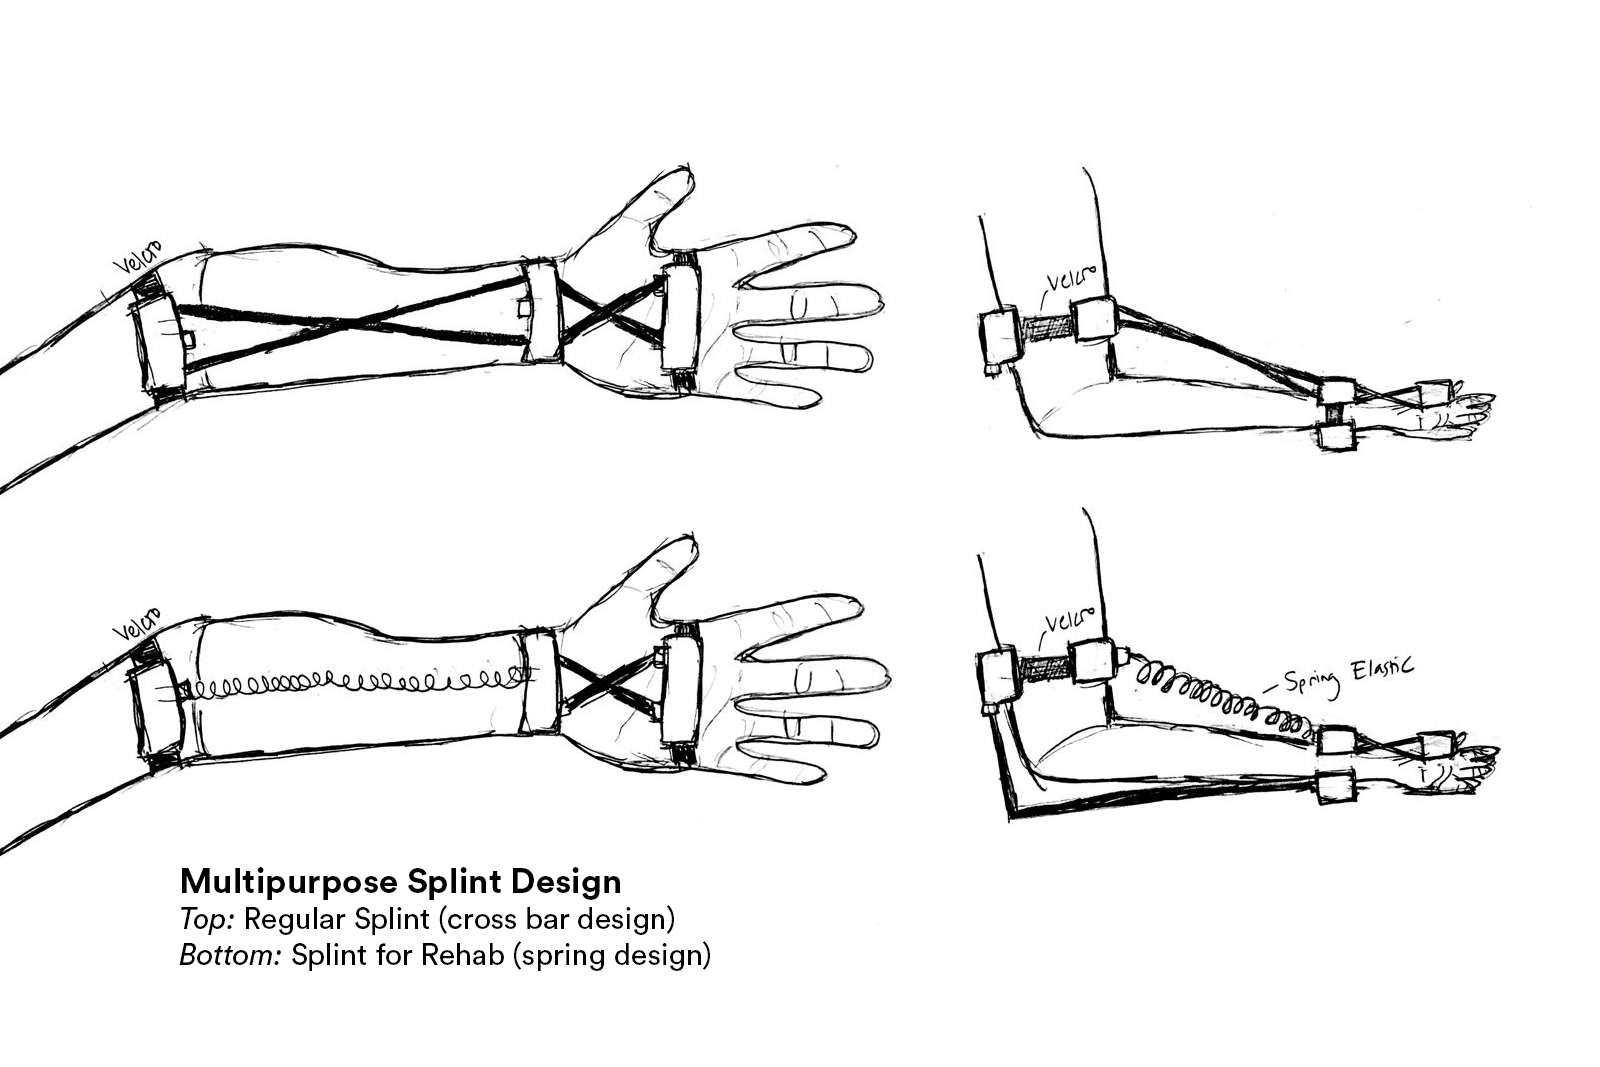 Velcro
Velcro
Velcro
Velcro
Spring Elastic
Multipurpose Splint Design
Top: Regular Splint (cross bar design)
Bottom: Splint for Rehab (spring design)